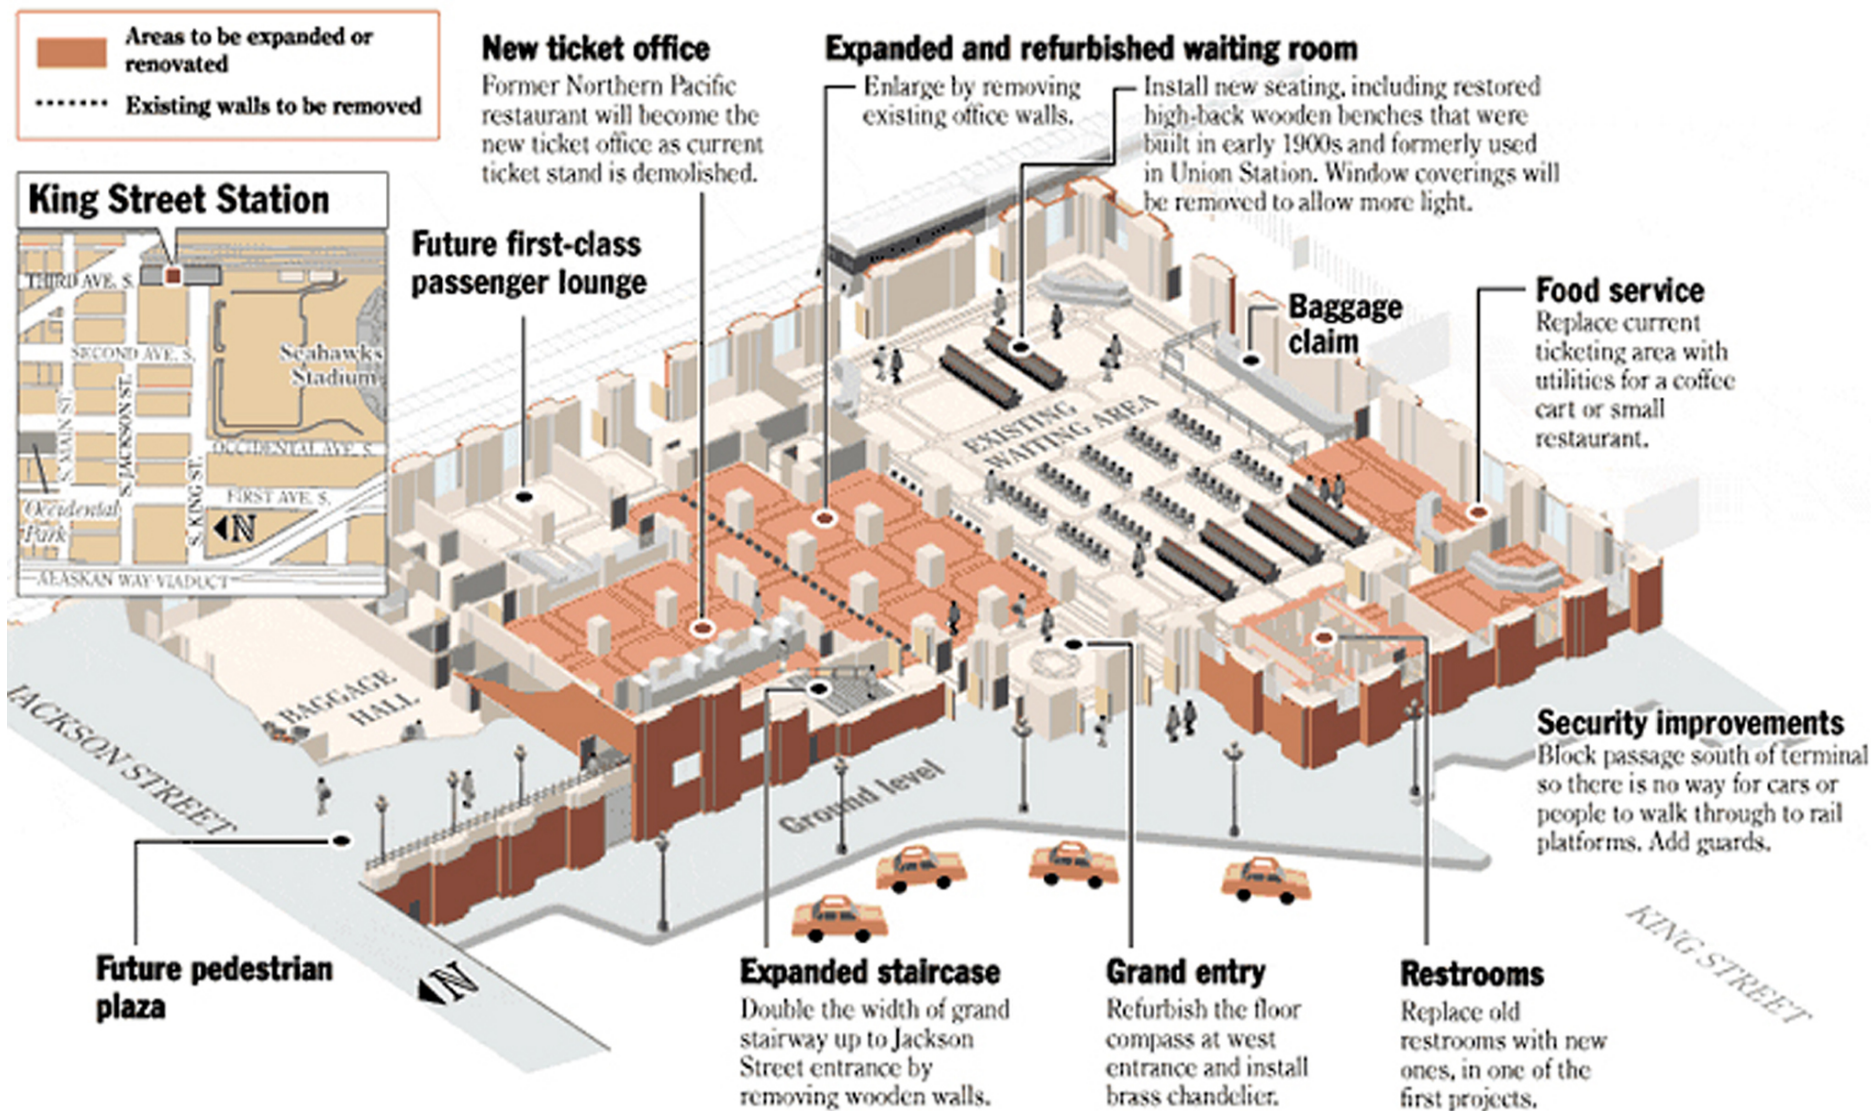 Areas to be expanded or
renovated
Existing walls to be removed
King Street Station
THIRD AVE. S.
SECOND AVE. S.
Seahawks
Stadium
S. MAIN ST.
S. JACKSON ST.
S. KING ST.
OCCIDENTAL AVE. S.
FIRST AVE. S.
Occidental
Park
N
ALASKAN WAY VIADUCT
New ticket office
Former Northern Pacific
restaurant will become the
new ticket office as current
ticket stand is demolished.
Expanded and refurbished waiting room
Enlarge by removing
existing office walls.
Install new seating, including restored
high-back wooden benches that were
built in early 1900s and formerly used
in Union Station. Window coverings will
be removed to allow more light.
Future first-class
passenger lounge
Baggage
claim
Food service
Replace current
ticketing area with
utilities for a coffee
cart or small
restaurant.
EXISTING
WAITING AREA
BAGGAGE
HALL
JACKSON STREET
Ground level
Security improvements
Block passage south of terminal
so there is no way for cars or
people to walk through to rail
platforms. Add guards.
KING STREET
Future pedestrian
plaza
N
Expanded staircase
Double the width of grand
stairway up to Jackson
Street entrance by
removing wooden walls.
Grand entry
Refurbish the floor
compass at west
entrance and install
brass chandelier.
Restrooms
Replace old
restrooms with new
ones, in one of the
first projects.